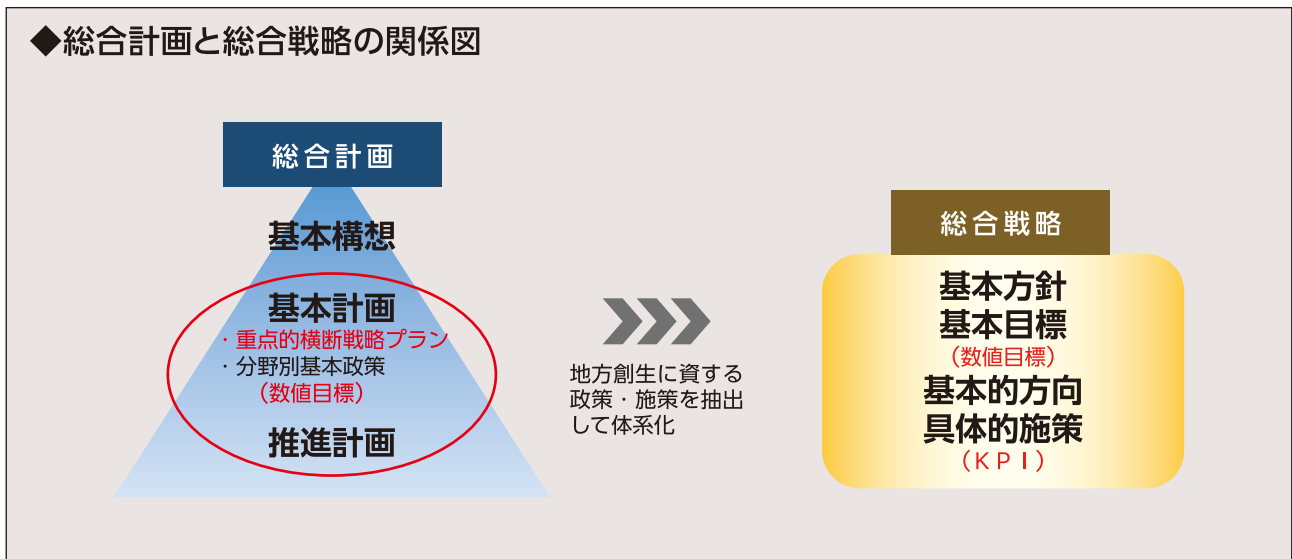 ◆総合計画と総合戦略の関係図
総合計画
基本構想
基本計画
・重点的横断戦略プラン
・分野別基本政策
(数値目標)
推進計画
地方創生に資する
政策・施策を抽出
して体系化
総合戦略
基本方針
基本目標
(数値目標)
基本的方向
具体的施策
(ＫＰＩ)